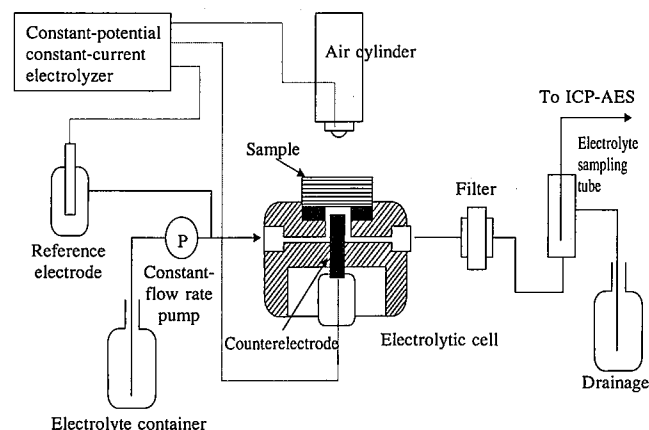 Constant-potential
constant-current
electrolyzer
Air cylinder
To ICP-AES
Electrolyte
sampling
tube
Sample
Filter
P
Reference
electrode
Constant-
flow rate
pump
Counterelectrode
Electrolytic cell
Drainage
Electrolyte container